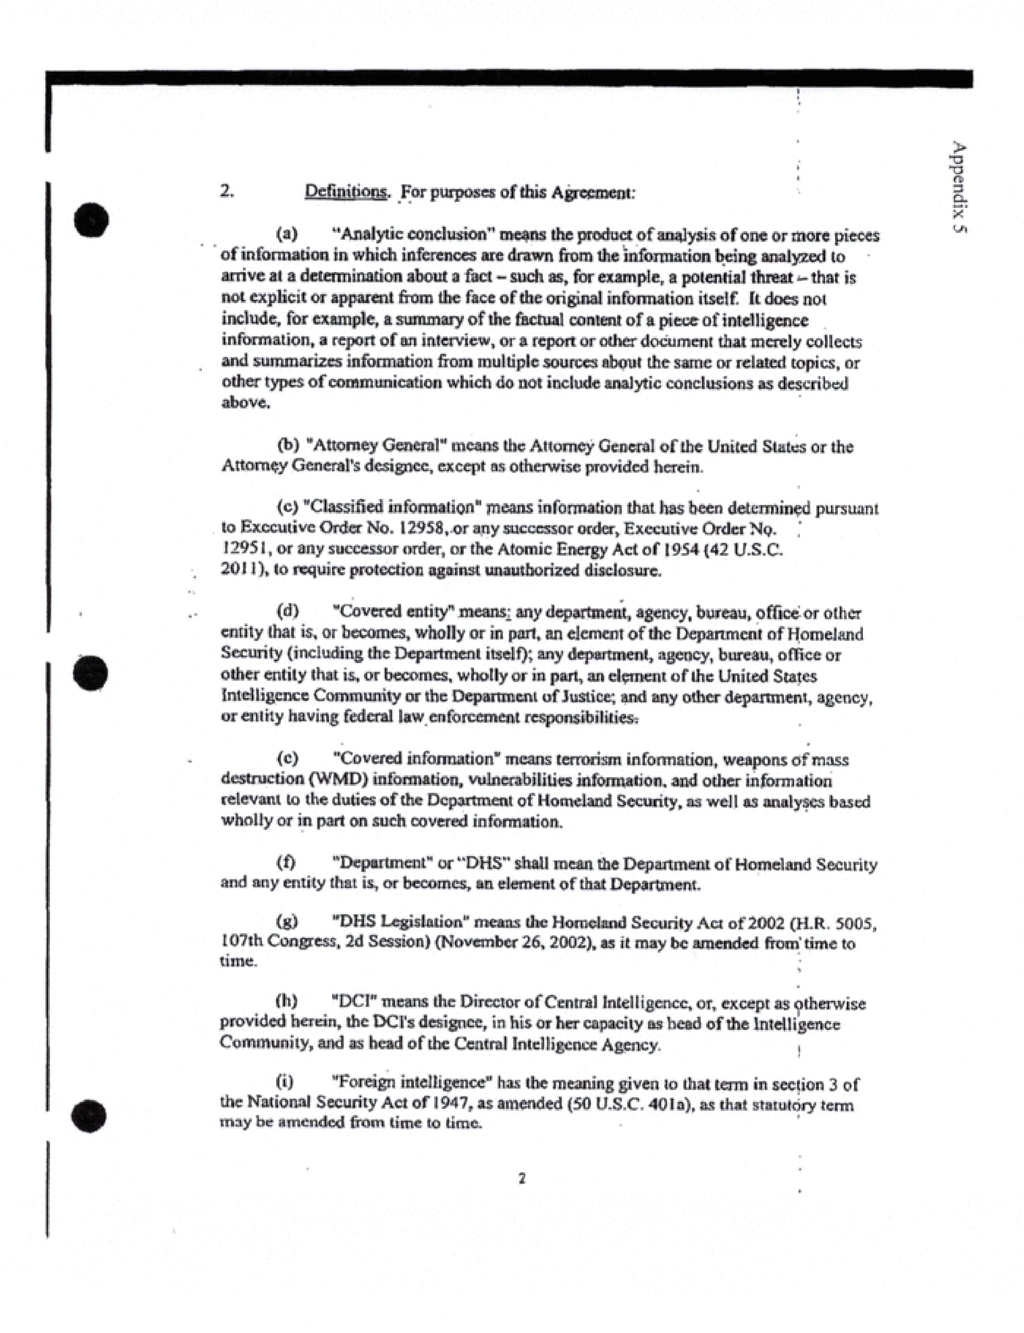 Appendix 5
2. Definitions. For purposes of this Agreement:
(a) "Analytic conclusion" means the product of analysis of one or more pieces
of information in which inferences are drawn from the information being analyzed to
arrive at a determination about a fact – such as, for example, a potential threat – that is
not explicit or apparent from the face of the original information itself. It does not
include, for example, a summary of the factual content of a piece of intelligence
information, a report of an interview, or a report or other document that merely collects
and summarizes information from multiple sources about the same or related topics, or
other types of communication which do not include analytic conclusions as described
above.
(b) "Attorney General" means the Attorney General of the United States or the
Attorney General's designee, except as otherwise provided herein.
(c) "Classified information" means information that has been determined pursuant
to Executive Order No. 12958, or any successor order, Executive Order No.
12951, or any successor order, or the Atomic Energy Act of 1954 (42 U.S.C.
2011), to require protection against unauthorized disclosure.
(d) "Covered entity" means: any department, agency, bureau, office or other
entity that is, or becomes, wholly or in part, an element of the Department of Homeland
Security (including the Department itself); any department, agency, bureau, office or
other entity that is, or becomes, wholly or in part, an element of the United States
Intelligence Community or the Department of Justice; and any other department, agency,
or entity having federal law enforcement responsibilities.
(e) "Covered information" means terrorism information, weapons of mass
destruction (WMD) information, vulnerabilities information, and other information
relevant to the duties of the Department of Homeland Security, as well as analyses based
wholly or in part on such covered information.
(f) "Department" or "DHS" shall mean the Department of Homeland Security
and any entity that is, or becomes, an element of that Department.
(g) "DHS Legislation" means the Homeland Security Act of 2002 (H.R. 5005,
107th Congress, 2d Session) (November 26, 2002), as it may be amended from time to
time.
(h) "DCI" means the Director of Central Intelligence, or, except as otherwise
provided herein, the DCI's designee, in his or her capacity as head of the Intelligence
Community, and as head of the Central Intelligence Agency.
(i) "Foreign intelligence" has the meaning given to that term in section 3 of
the National Security Act of 1947, as amended (50 U.S.C. 401a), as that statutory term
may be amended from time to time.
2